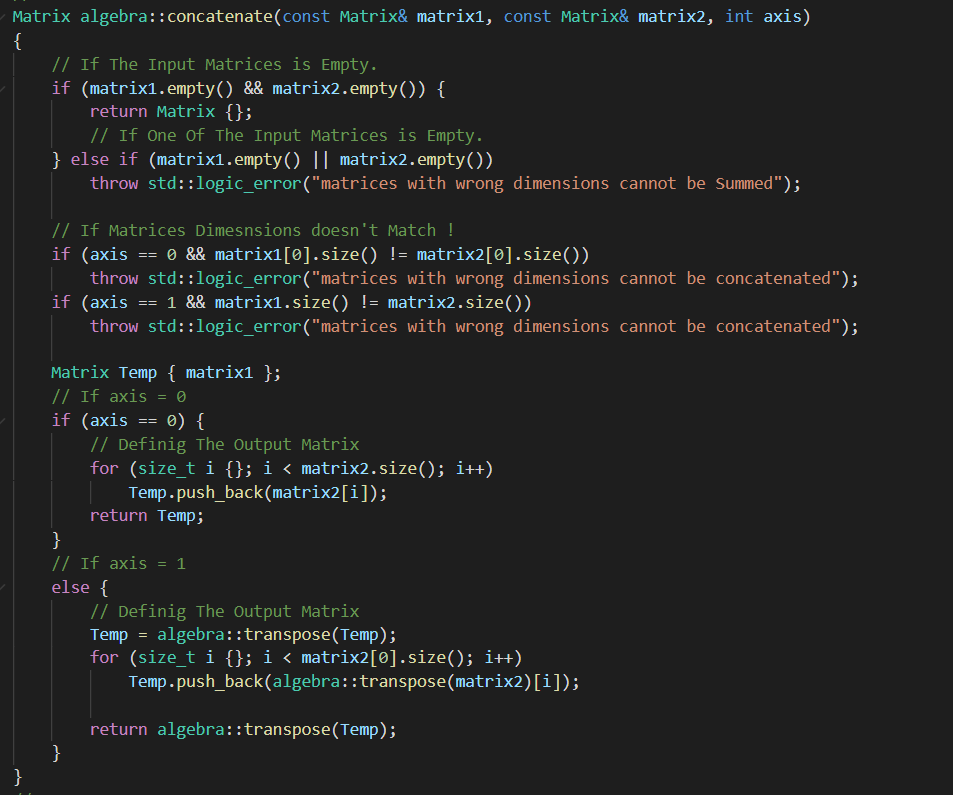 Matrix algebra::concatenate(const Matrix& matrix1, const Matrix& matrix2, int axis)
{
    // If The Input Matrices is Empty.
    if (matrix1.empty() && matrix2.empty()) {
        return Matrix {};
        // If One Of The Input Matrices is Empty.
    } else if (matrix1.empty() || matrix2.empty())
        throw std::logic_error("matrices with wrong dimensions cannot be Summed");
    // If Matrices Dimesnsions doesn't Match !
    if (axis == 0 && matrix1[0].size() != matrix2[0].size())
        throw std::logic_error("matrices with wrong dimensions cannot be concatenated");
    if (axis == 1 && matrix1.size() != matrix2.size())
        throw std::logic_error("matrices with wrong dimensions cannot be concatenated");
    Matrix Temp { matrix1 };
    // If axis = 0
    if (axis == 0) {
        // Definig The Output Matrix
        for (size_t i {}; i < matrix2.size(); i++)
            Temp.push_back(matrix2[i]);
        return Temp;
    }
    // If axis = 1
    else {
        // Definig The Output Matrix
        Temp = algebra::transpose(Temp);
        for (size_t i {}; i < matrix2[0].size(); i++)
            Temp.push_back(algebra::transpose(matrix2)[i]);
        return algebra::transpose(Temp);
    }
}